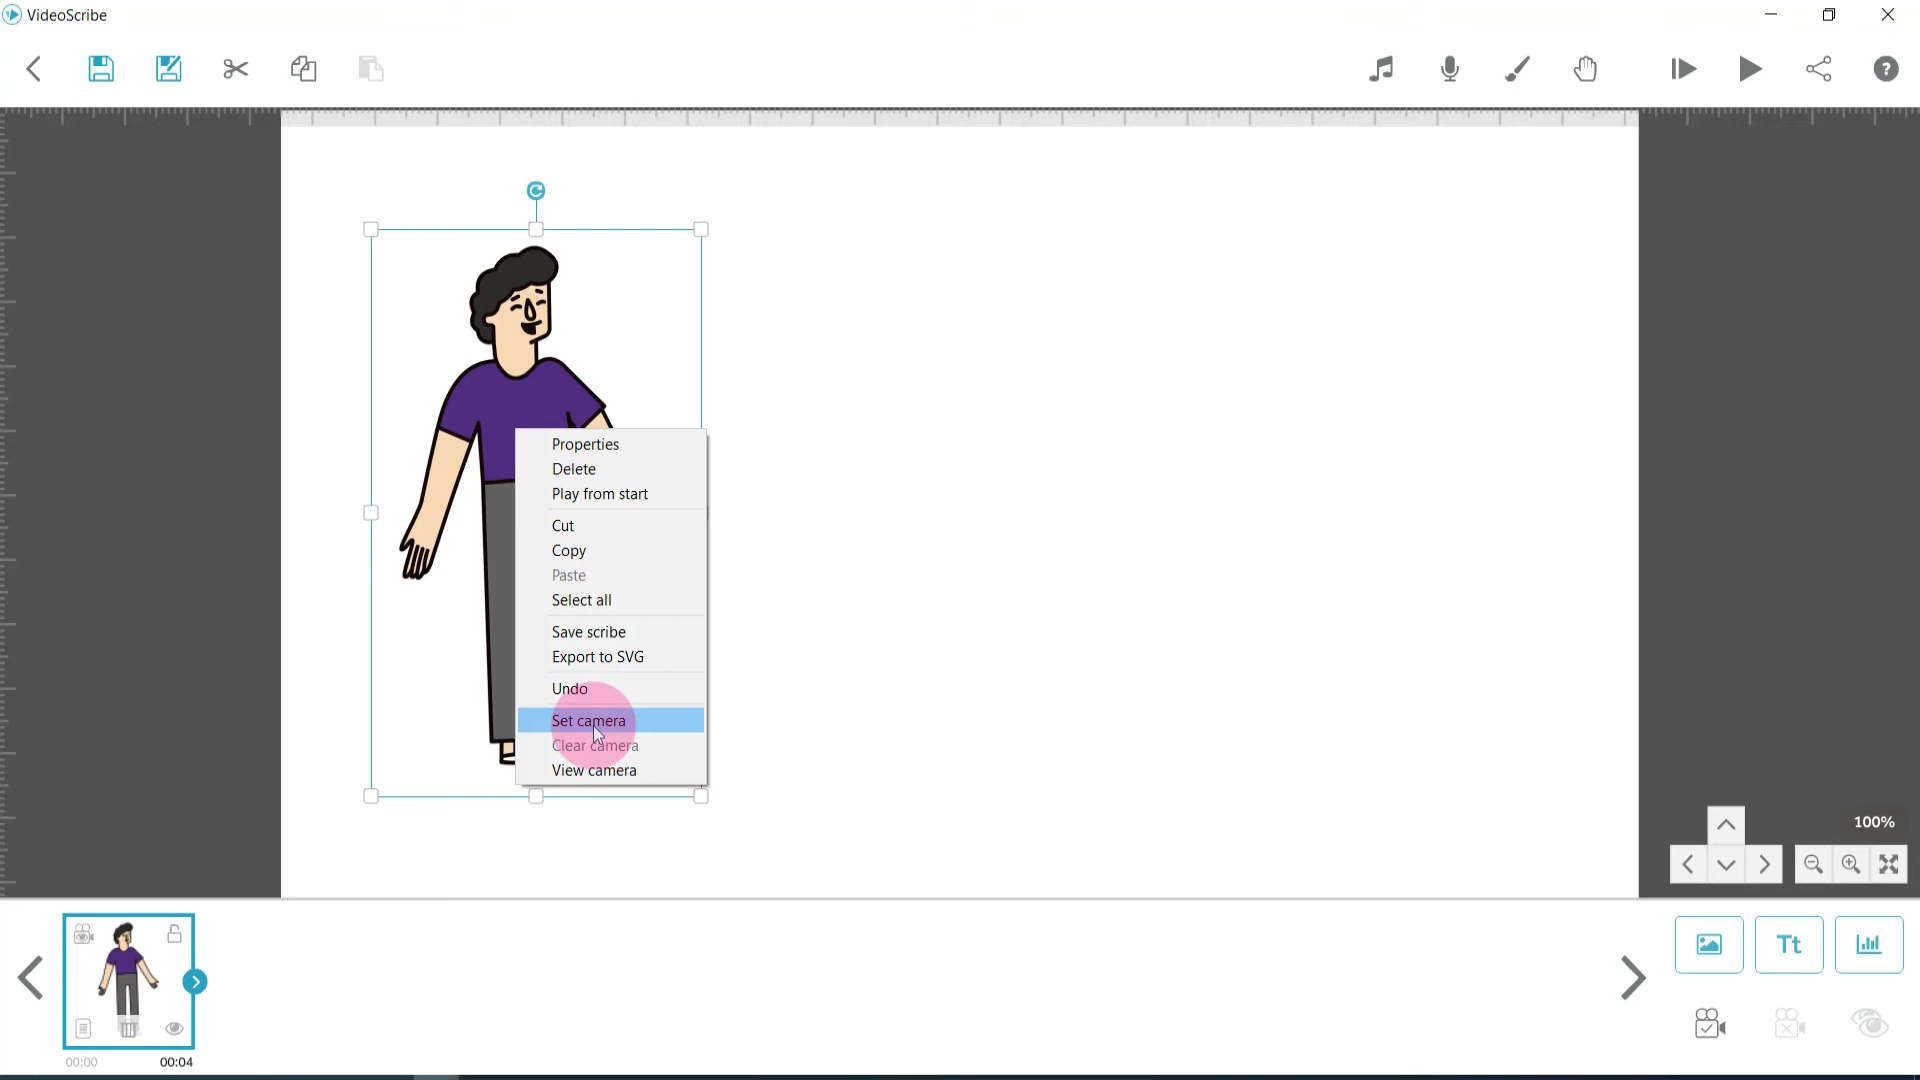 VideoScribe
?
Properties
Delete
Play from start
Cut
Copy
Paste
Select all
Save scribe
Export to SVG
Undo
Set camera
Clear camera
View camera
100%
Tt
00:00 00:04